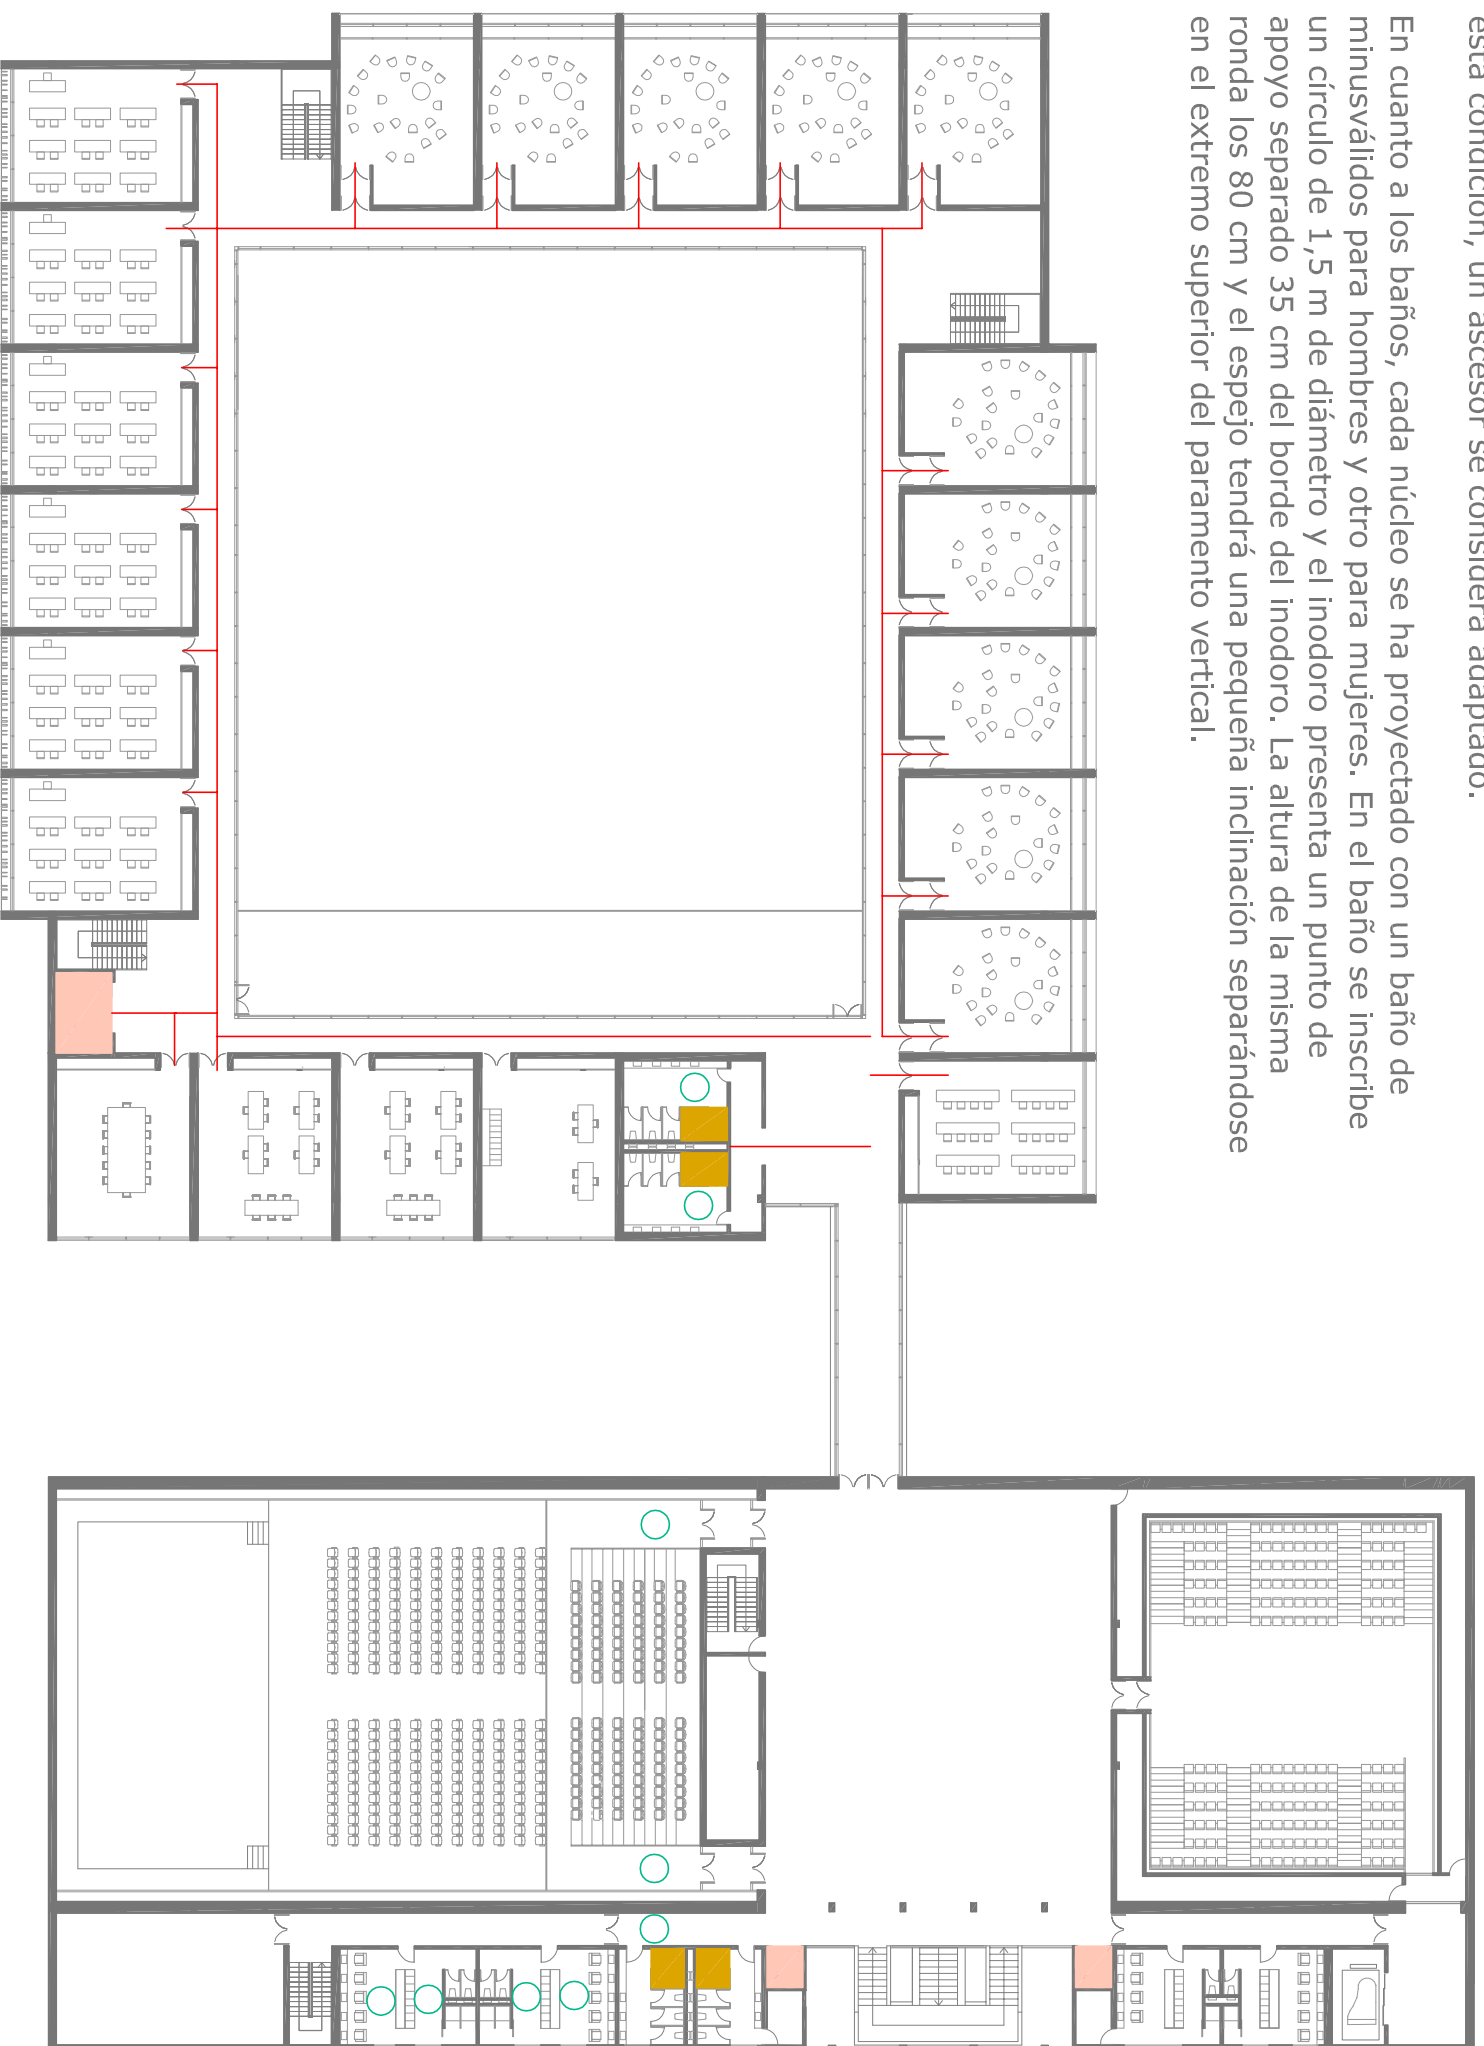 esta condición, un ascesor se considera adaptado.
En cuanto a los baños, cada núcleo se ha proyectado con un baño de
minusválidos para hombres y otro para mujeres. En el baño se inscribe
un círculo de 1,5 m de diámetro y el inodoro presenta un punto de
apoyo separado 35 cm del borde del inodoro. La altura de la misma
ronda los 80 cm y el espejo tendrá una pequeña inclinación separándose
en el extremo superior del paramento vertical.